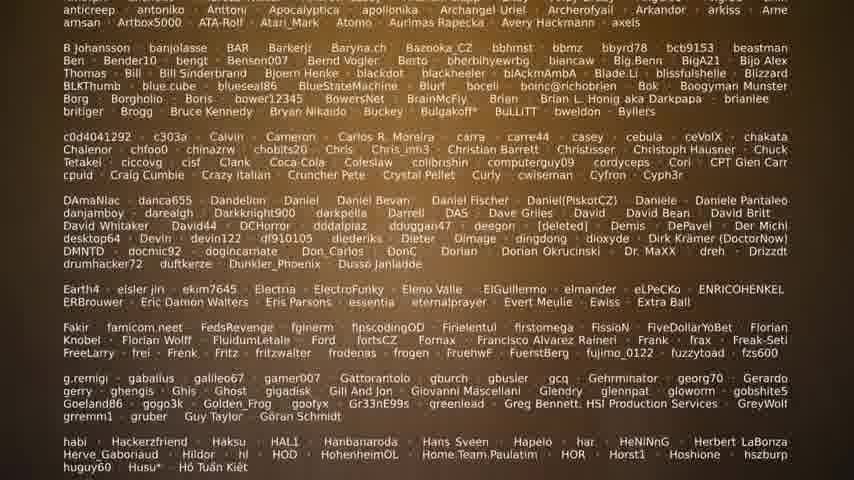 anticreep · antoniko · Anttoni · Apocalyptica · apollonika · Archangel Uriel · Archerofyail · Arkandor · arkiss · Arne
amsan · Artbox5000 · ATA-Rolf · Atari_Mark · Atomo · Aurimas Rapecka · Avery Hackmann · axels
B Johansson · banjolasse · BAR · BarkerJr · Baryna.ch · Bazooka_CZ · bbhmst · bbmz · bbyrd78 · bcb9153 · beastman
Ben · Bender10 · bengt · Benson007 · Bernd Vogler · Berto · bherbihyewrbg · biancaw · Big.Benn · BigA21 · Bijo Alex
Thomas · Bill · Bill Sinderbrand · Bjoern Henke · blackdot · blackheeler · blAckmAmbA · Blade.Li · blissfulshelle · Blizzard
BLKThumb · blue.cube · blueseal86 · BlueStateMachine · Blurf · boceli · boinc@richobrien · Bok · Boogyman Munster
Borg · Borgholio · Boris · bower12345 · BowersNet · BrainMcFly · Brian · Brian L. Honig aka Darkpapa · brianlee
britiger · Brogg · Bruce Kennedy · Bryan Nikaido · Buckey · Bulgakoff* · BuLLiTT · bweldon · Byllers
c0d4041292 · c303a · Calvin · Cameron · Carlos R. Moreira · carra · carre44 · casey · cebula · ceVolX · chakata
Chalenor · chfoo0 · chinazrw · chobits20 · Chris · Chris_imh3 · Christian Barrett · Christisser · Christoph Hausner · Chuck
Tetakel · ciccovg · cisf · Clank · Coca Cola · Coleslaw · colibrishin · computerguy09 · cordyceps · Cori · CPT Glen Carr
cpuid · Craig Cumbie · Crazy Italian · Cruncher Pete · Crystal Pellet · Curly · cwiseman · Cyfron · Cyph3r
DAmaNiac · danca655 · Dandelion · Daniel · Daniel Bevan · Daniel Fischer · Daniel(PiskotCZ) · Daniele · Daniele Pantaleo
danjamboy · darealgh · Darkknight900 · darkpella · Darrell · DAS · Dave Griles · David · David Bean · David Britt ·
David Whitaker · David44 · DCHorror · dddalpiaz · dduggan47 · deegon · [deleted] · Demis · DePavel · Der Michl
desktop64 · Devin · devin122 · dl910105 · diederiks · Dieter · Dimage · dingdong · dioxyde · Dirk Krämer (DoctorNow)
DMNTD · docmic92 · dogincarnate · Don_Carlos · DonC · Dorian · Dorian Okrucinski · Dr. MaXX · dreh · Drizzdt
drumhacker72 · duftkerze · Dunkler_Phoenix · Dusso Janladde
Earth4 · eisler jiri · ekim7645 · Electria · ElectroFunky · Eleno Valle · ElGuillermo · elmander · eLPeCKo · ENRICOHENKEL
ERBrouwer · Eric Damon Walters · Eris Parsons · essentia · eternalprayer · Evert Meulie · Ewiss · Extra Ball
Fakir · famicom.neet · FedsRevenge · fginerm · fipscodingOD · Firielentul · firstomega · FissioN · FiveDollarYoBet · Florian
Knobel · Florian Wolff · FluidumLetale · Ford · fortsCZ · Fornax · Francisco Alvarez Raineri · Frank · frax · Freak-Seti
FreeLarry · frei · Frenk · Fritz · fritzwalter · frodenas · frogen · FruehwF · FuerstBerg · fujimo_0122 · fuzzytoad · fzs600
g.remigi · gabailus · galileo67 · gamer007 · Gattorantolo · gburch · gbusler · gcq · Gehrminator · georg70 · Gerardo
gerry · ghengis · Ghis · Ghost · gigadisk · Gill And Jon · Giovanni Mascellani · Glendry · glennpat · gloworm · gobshite5
Goeland86 · gogo3k · Golden_Frog · goofyx · Gr33nE99s · greenlead · Greg Bennett. HSI Production Services · GreyWolf
grremm1 · gruber · Guy Taylor · Göran Schmidt
habi · Hackerzfriend · Haksu · HAL1 · Hanbanaroda · Hans Sveen · Hapelo · har · HeNiNnG · Herbert LaBonza
Herve_Gaboriaud · Hildor · hl · HOD · HohenheimOL · Home.Team.Paulatim · HOR · Horst1 · Hoshione · hszburp
huguy60 · Husu* · Hồ Tuấn Kiệt